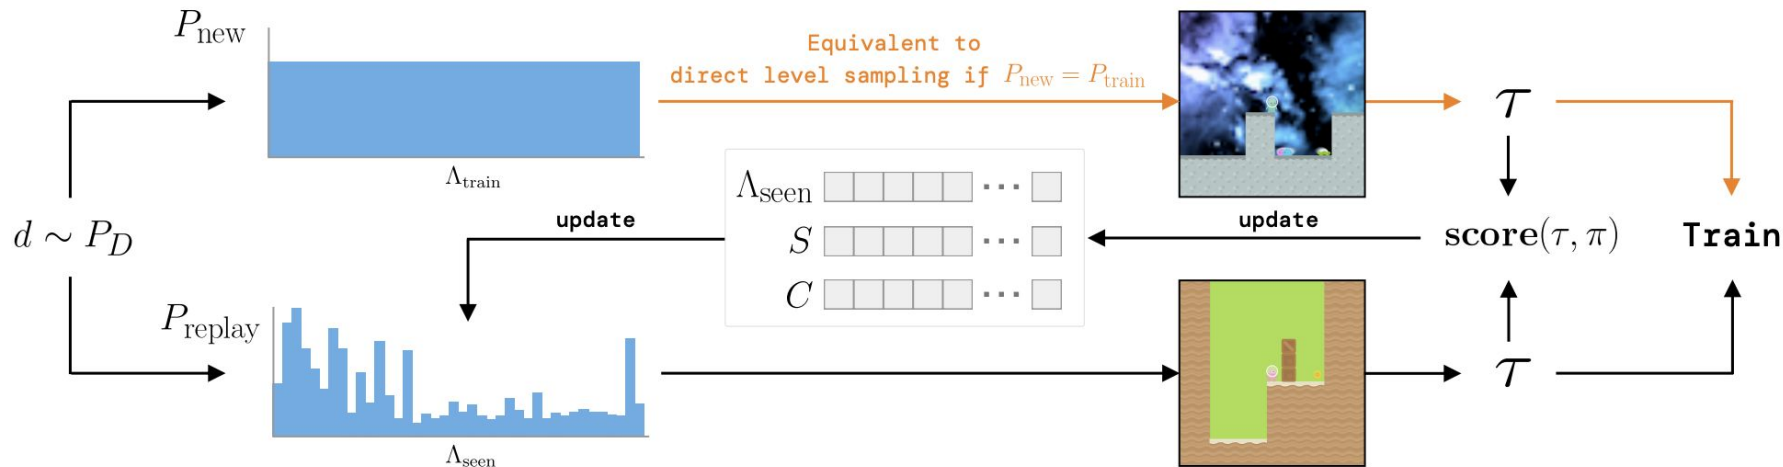 P_new
Λ_train
Equivalent to
direct level sampling if P_new = P_train
τ
d ∼ P_D
update
Λ_seen ...
S ...
C ...
update
score(τ, π)
Train
P_replay
Λ_seen
τ